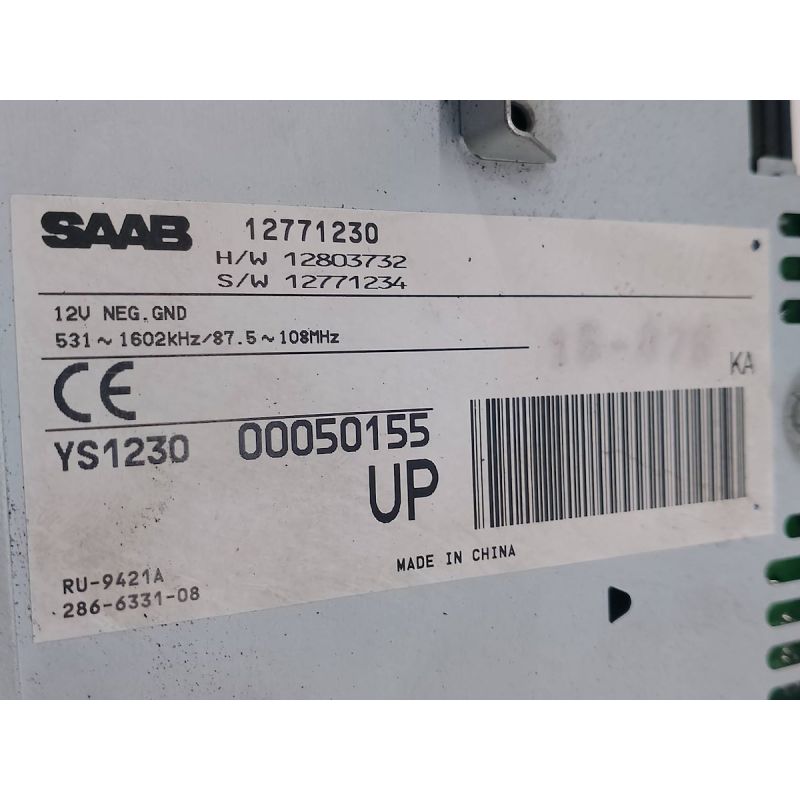 SAAB 12771230
H/W 12803732
S/W 12771234
12V NEG.GND
531~1602kHz/87.5~108MHz
KA
CE
YS1230 00050155
UP
MADE IN CHINA
RU-9421A
286-6331-08